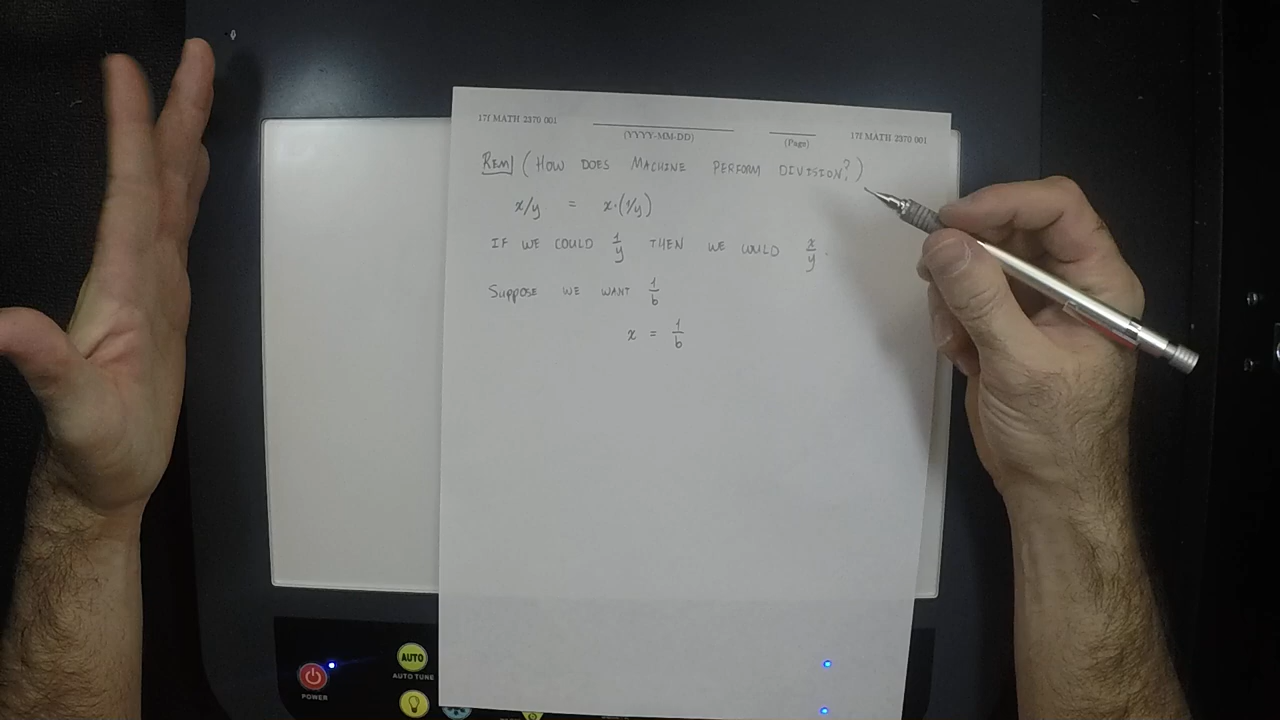 17f MATH 2370 001 (YYYY-MM-DD) (Page) 17f MATH 2370 001
REM (HOW DOES MACHINE PERFORM DIVISION?)
x/y = x·(1/y)
IF WE COULD 1/y THEN WE COULD x/y.
SUPPOSE WE WANT 1/b
x = 1/b
AUTO
AUTO TUNE
POWER